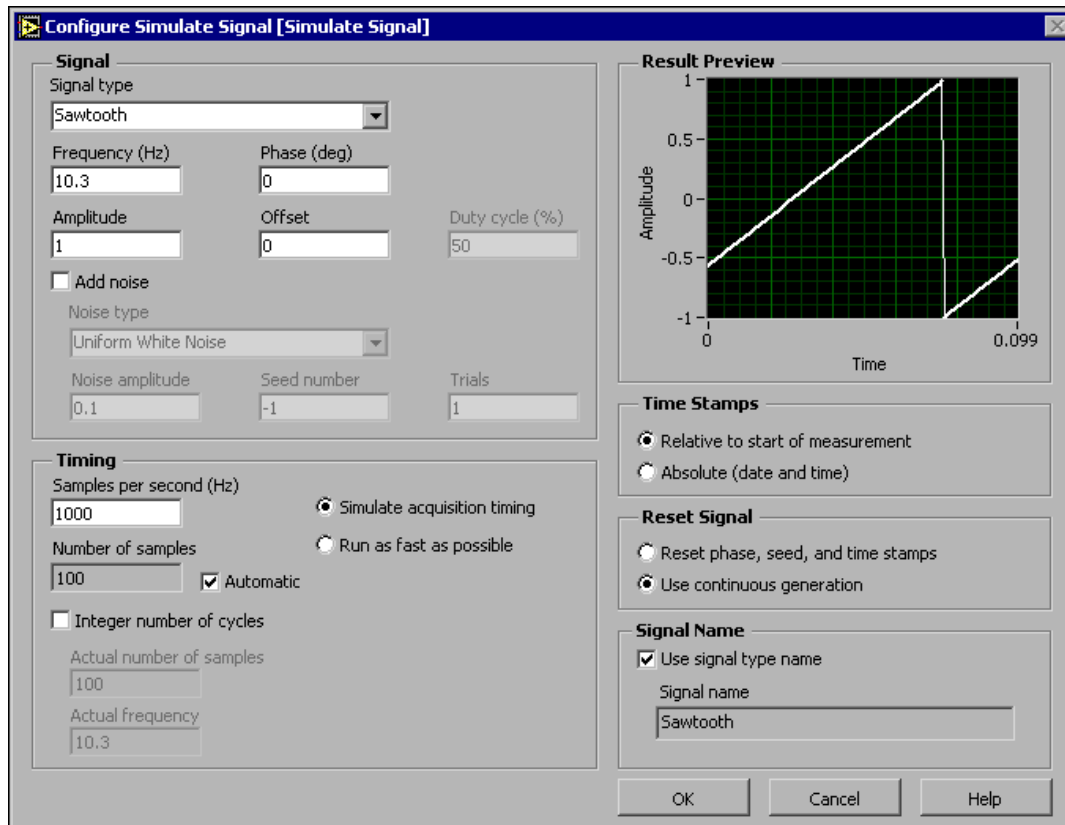 Configure Simulate Signal [Simulate Signal]
Signal
Signal type
Sawtooth
Frequency (Hz) Phase (deg)
10.3 0
Amplitude Offset Duty cycle (%)
1 0 50
Add noise
Noise type
Uniform White Noise
Noise amplitude Seed number Trials
0.1 -1 1
Timing
Samples per second (Hz)
1000
Simulate acquisition timing
Number of samples
Run as fast as possible
100
Automatic
Integer number of cycles
Actual number of samples
100
Actual frequency
10.3
Result Preview
1
0.5
0
-0.5
-1
Amplitude
0 0.099
Time
Time Stamps
Relative to start of measurement
Absolute (date and time)
Reset Signal
Reset phase, seed, and time stamps
Use continuous generation
Signal Name
Use signal type name
Signal name
Sawtooth
OK Cancel Help